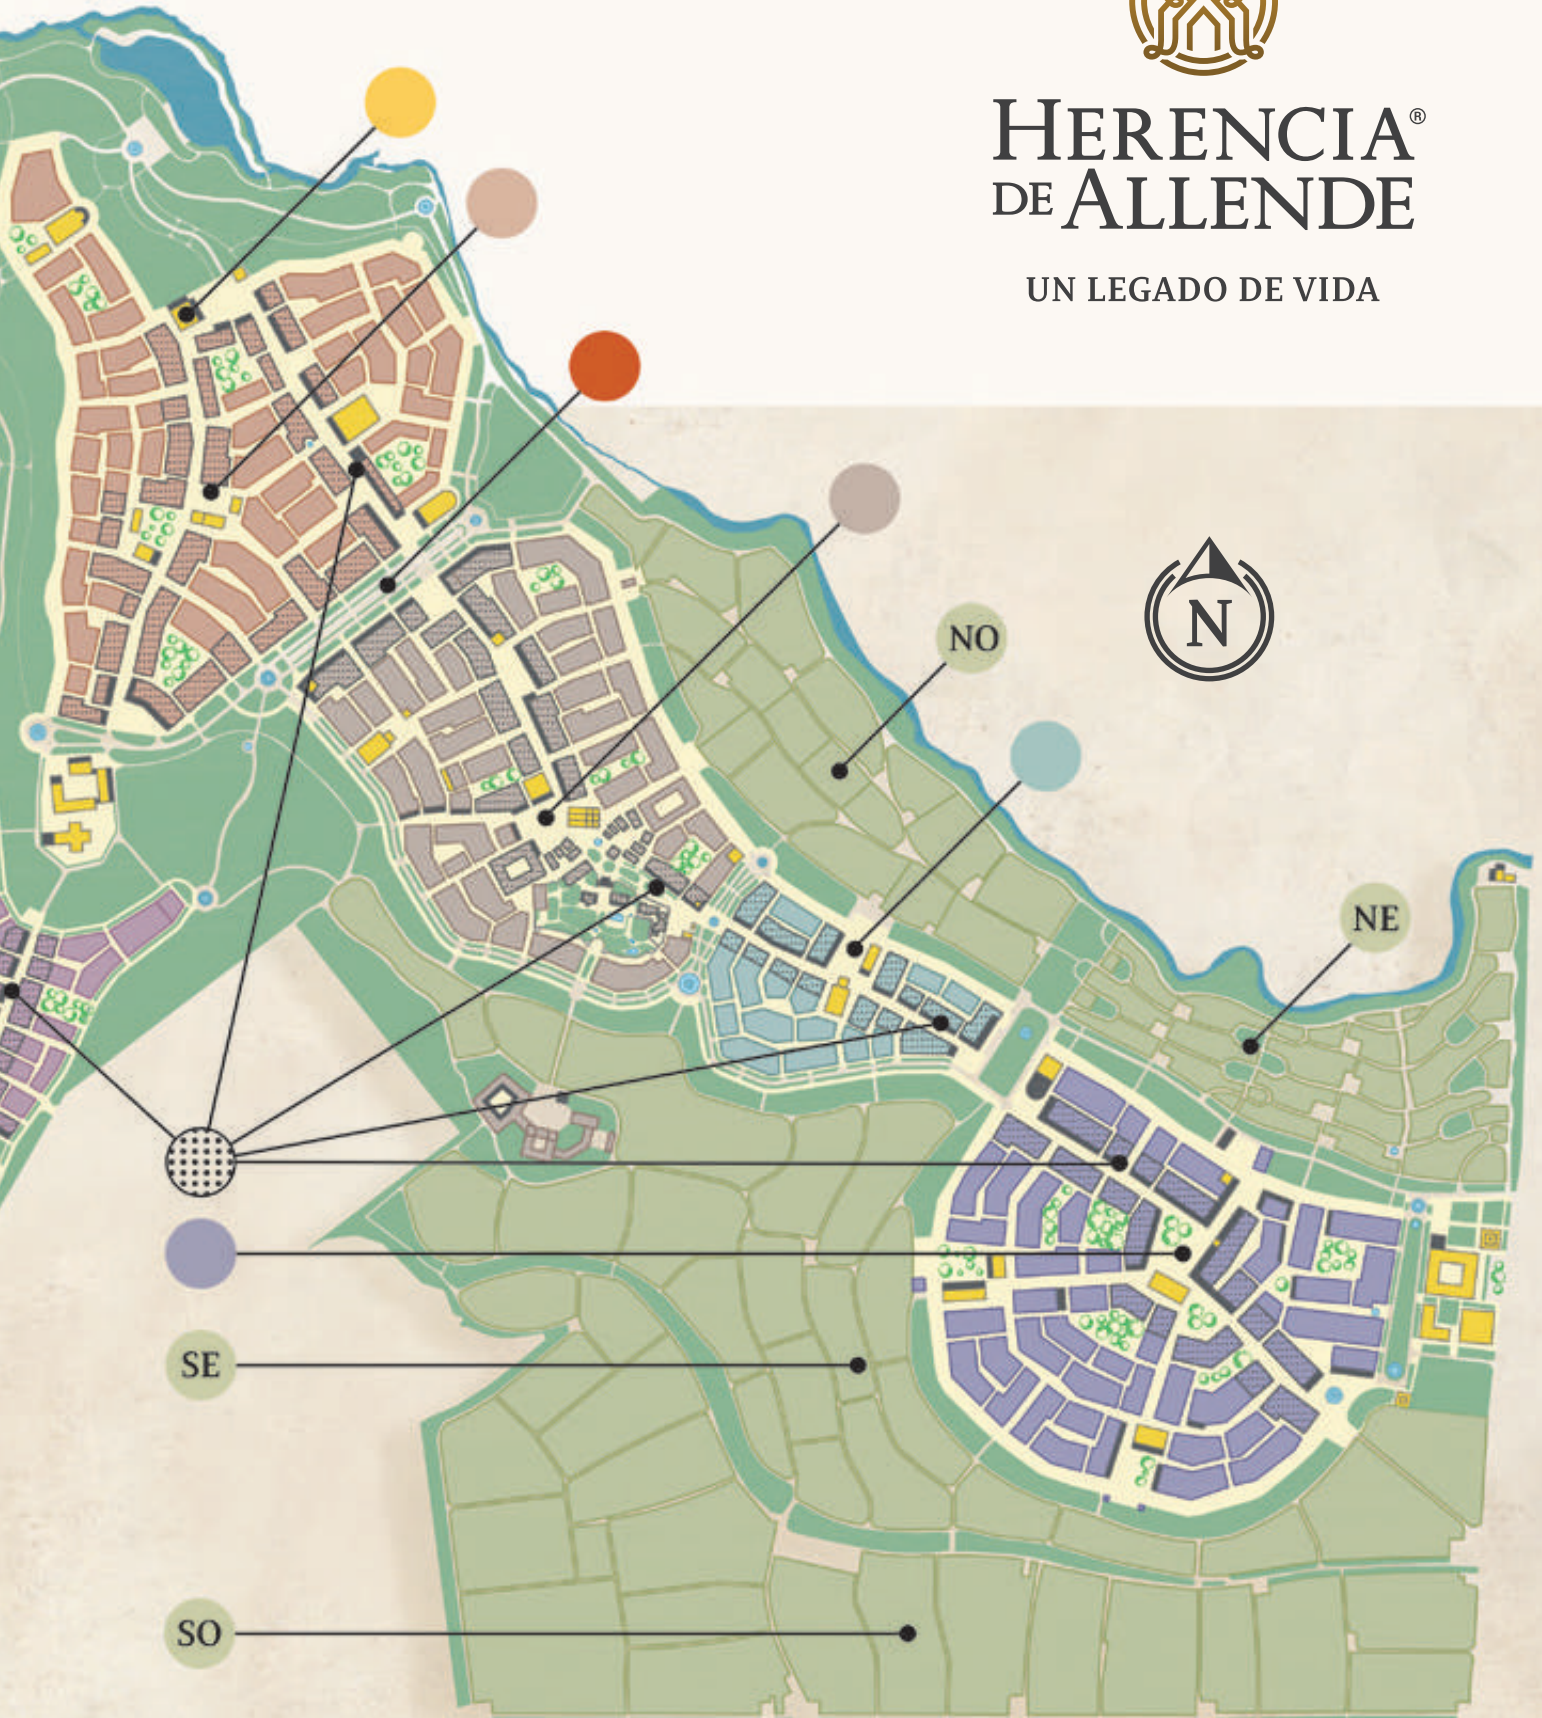 HERENCIA®
DE ALLENDE
UN LEGADO DE VIDA
N
NO
NE
SE
SO